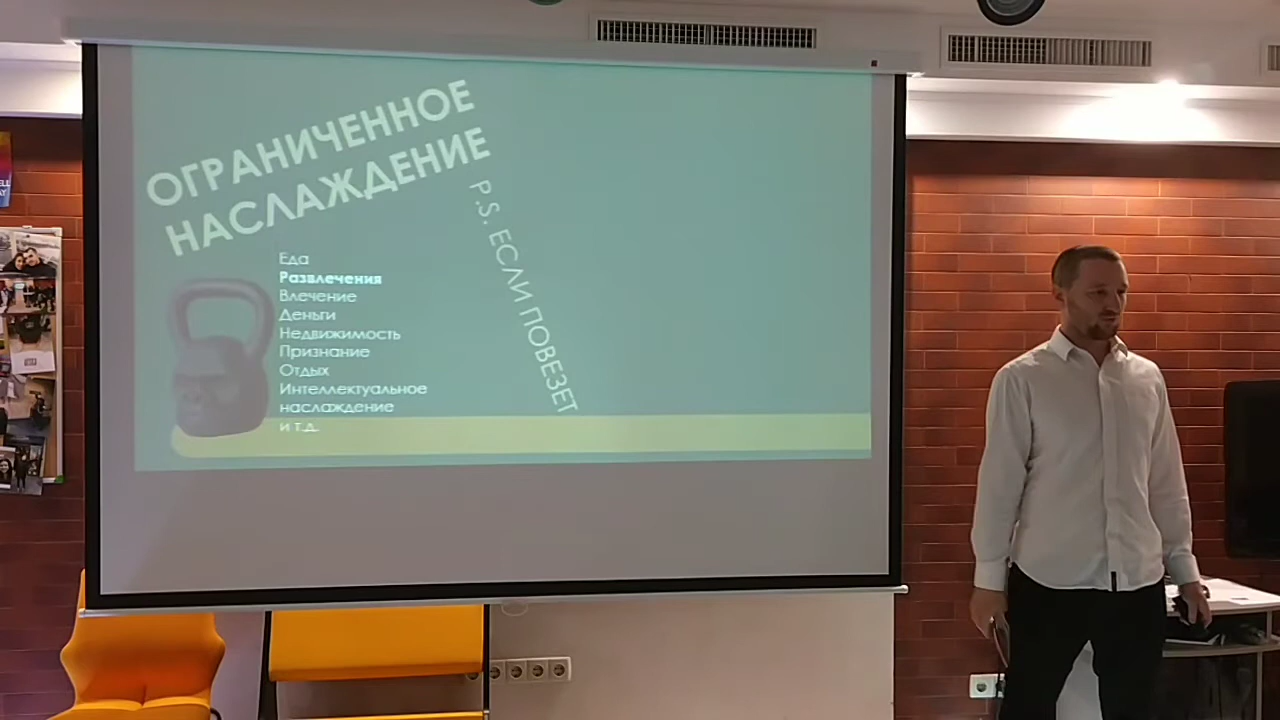 ОГРАНИЧЕННОЕ
НАСЛАЖДЕНИЕ
P.S. ЕСЛИ ПОВЕЗЕТ
Еда
Развлечения
Влечение
Деньги
Недвижимость
Признание
Отдых
Интеллектуальное
наслаждение
и т.д.